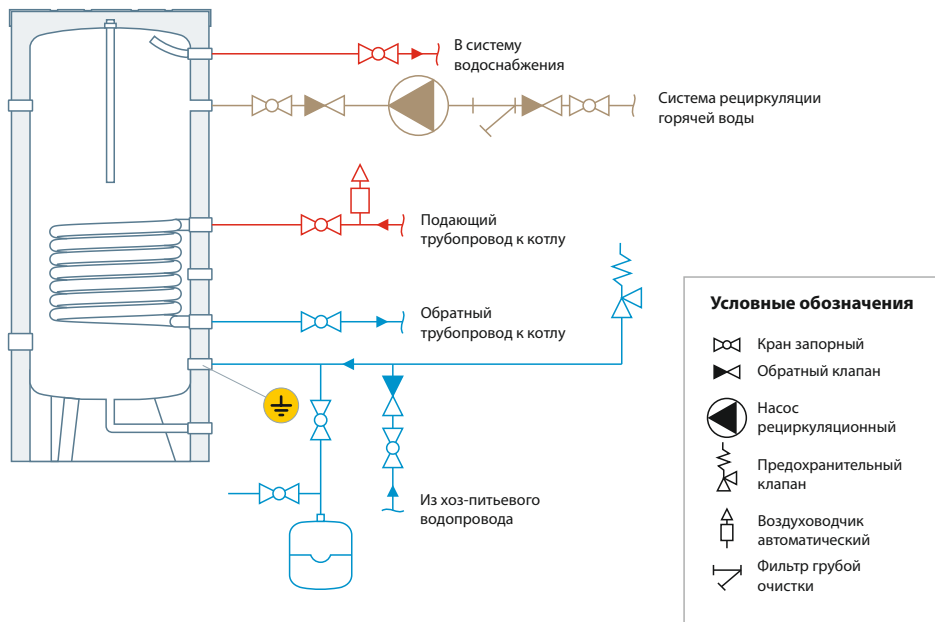 В систему
водоснабжения
Система рециркуляции
горячей воды
Подающий
трубопровод к котлу
Обратный
трубопровод к котлу
Из хоз-питьевого
водопровода
Условные обозначения
Кран запорный
Обратный клапан
Насос
рециркуляционный
Предохранительный
клапан
Воздуховодчик
автоматический
Фильтр грубой
очистки